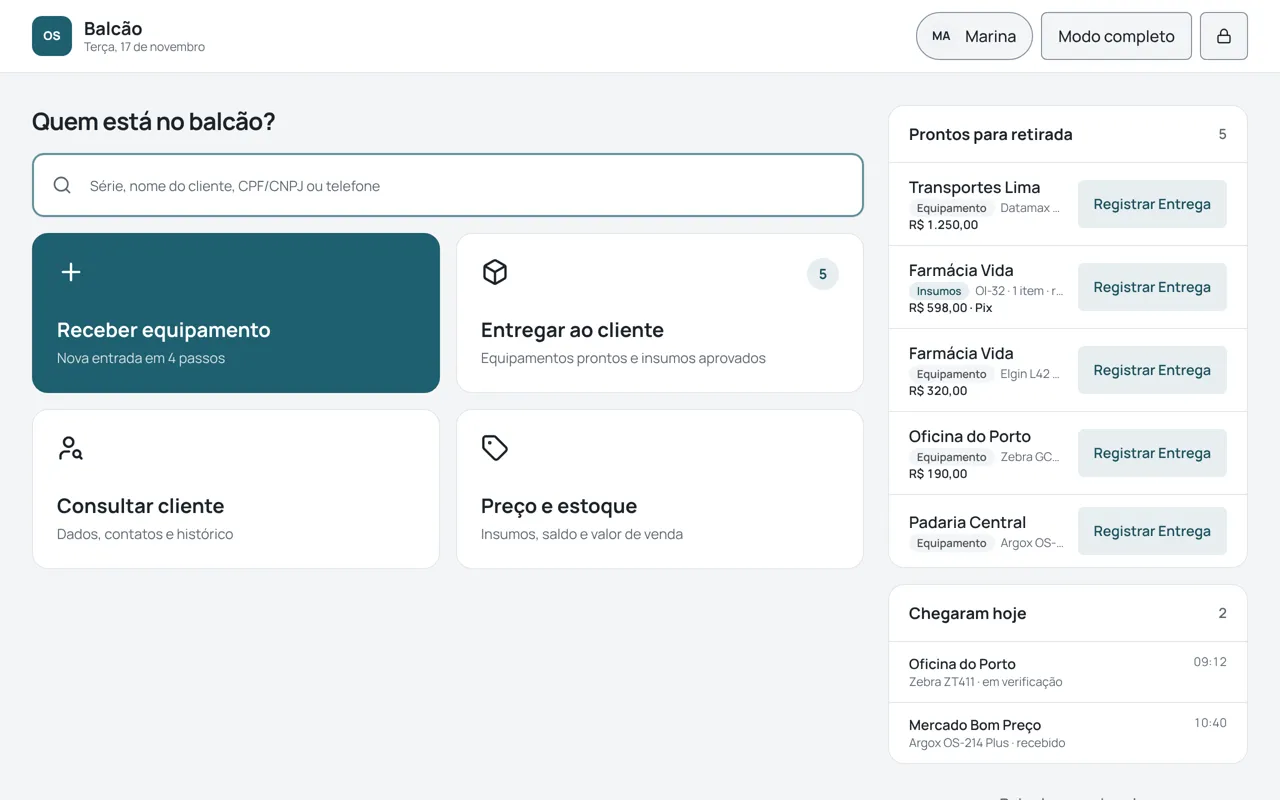 OS
Balcão
Terça, 17 de novembro
MA Marina
Modo completo
Quem está no balcão?
Série, nome do cliente, CPF/CNPJ ou telefone
Receber equipamento
Nova entrada em 4 passos
5
Entregar ao cliente
Equipamentos prontos e insumos aprovados
Consultar cliente
Dados, contatos e histórico
Preço e estoque
Insumos, saldo e valor de venda
Prontos para retirada 5
Transportes Lima
Equipamento Datamax ...
R$ 1.250,00
Registrar Entrega
Farmácia Vida
Insumos OI-32 · 1 item · r...
R$ 598,00 · Pix
Registrar Entrega
Farmácia Vida
Equipamento Elgin L42 ...
R$ 320,00
Registrar Entrega
Oficina do Porto
Equipamento Zebra GC...
R$ 190,00
Registrar Entrega
Padaria Central
Equipamento Argox OS-...
Registrar Entrega
Chegaram hoje 2
Oficina do Porto 09:12
Zebra ZT411 · em verificação
Mercado Bom Preço 10:40
Argox OS-214 Plus · recebido